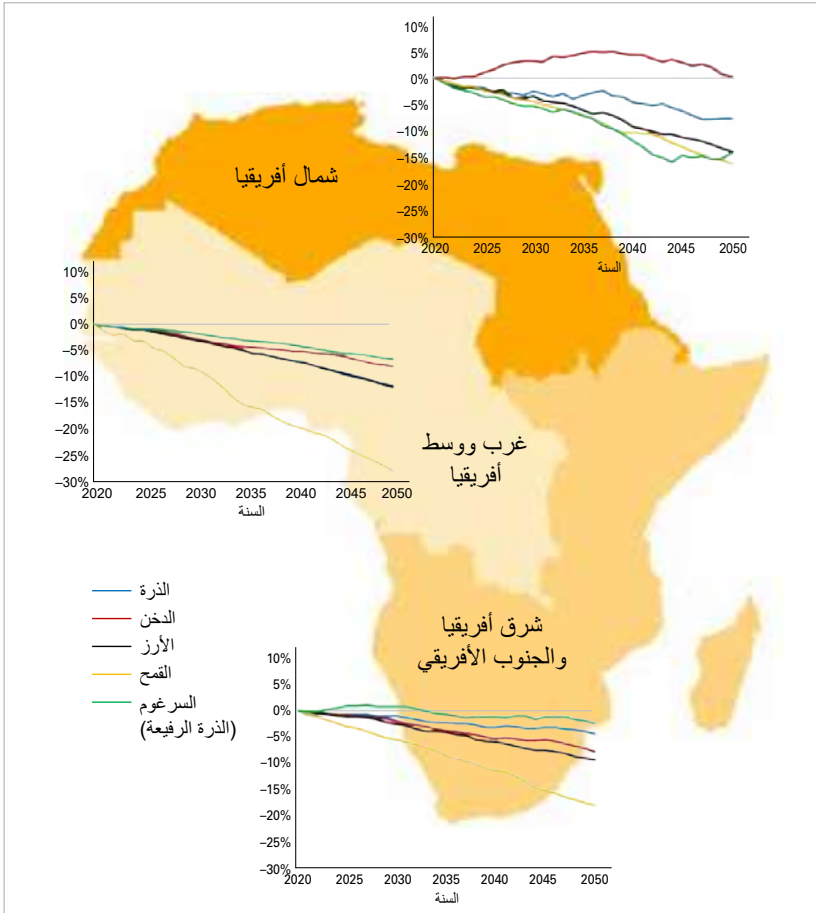 10%
5%
0%
–5%
–10%
–15%
–20%
–25%
–30%
2020 2025 2030 2035 2040 2045 2050
السنة
شمال أفريقيا
10%
5%
0%
–5%
–10%
–15%
–20%
–25%
–30%
2020 2025 2030 2035 2040 2045 2050
السنة
غرب ووسط
أفريقيا
الذرة
الدخن
الأرز
القمح
السرغوم
(الذرة الرفيعة)
شرق أفريقيا
والجنوب الأفريقي
10%
5%
0%
–5%
–10%
–15%
–20%
–25%
–30%
2020 2025 2030 2035 2040 2045 2050
السنة